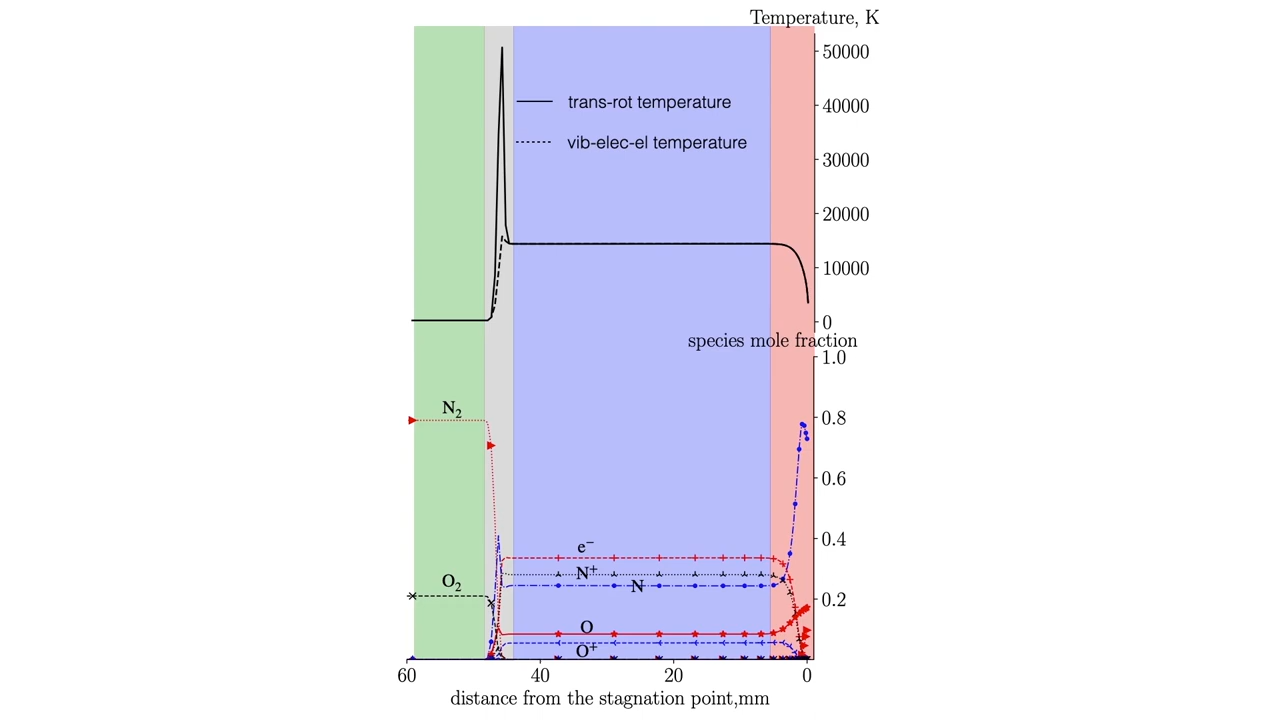 Temperature, K
50000
40000
30000
20000
10000
0
trans-rot temperature
vib-elec-el temperature
species mole fraction
1.0
0.8
0.6
0.4
0.2
N₂
O₂
e⁻
N⁺
N
O
O⁺
60 40 20 0
distance from the stagnation point,mm